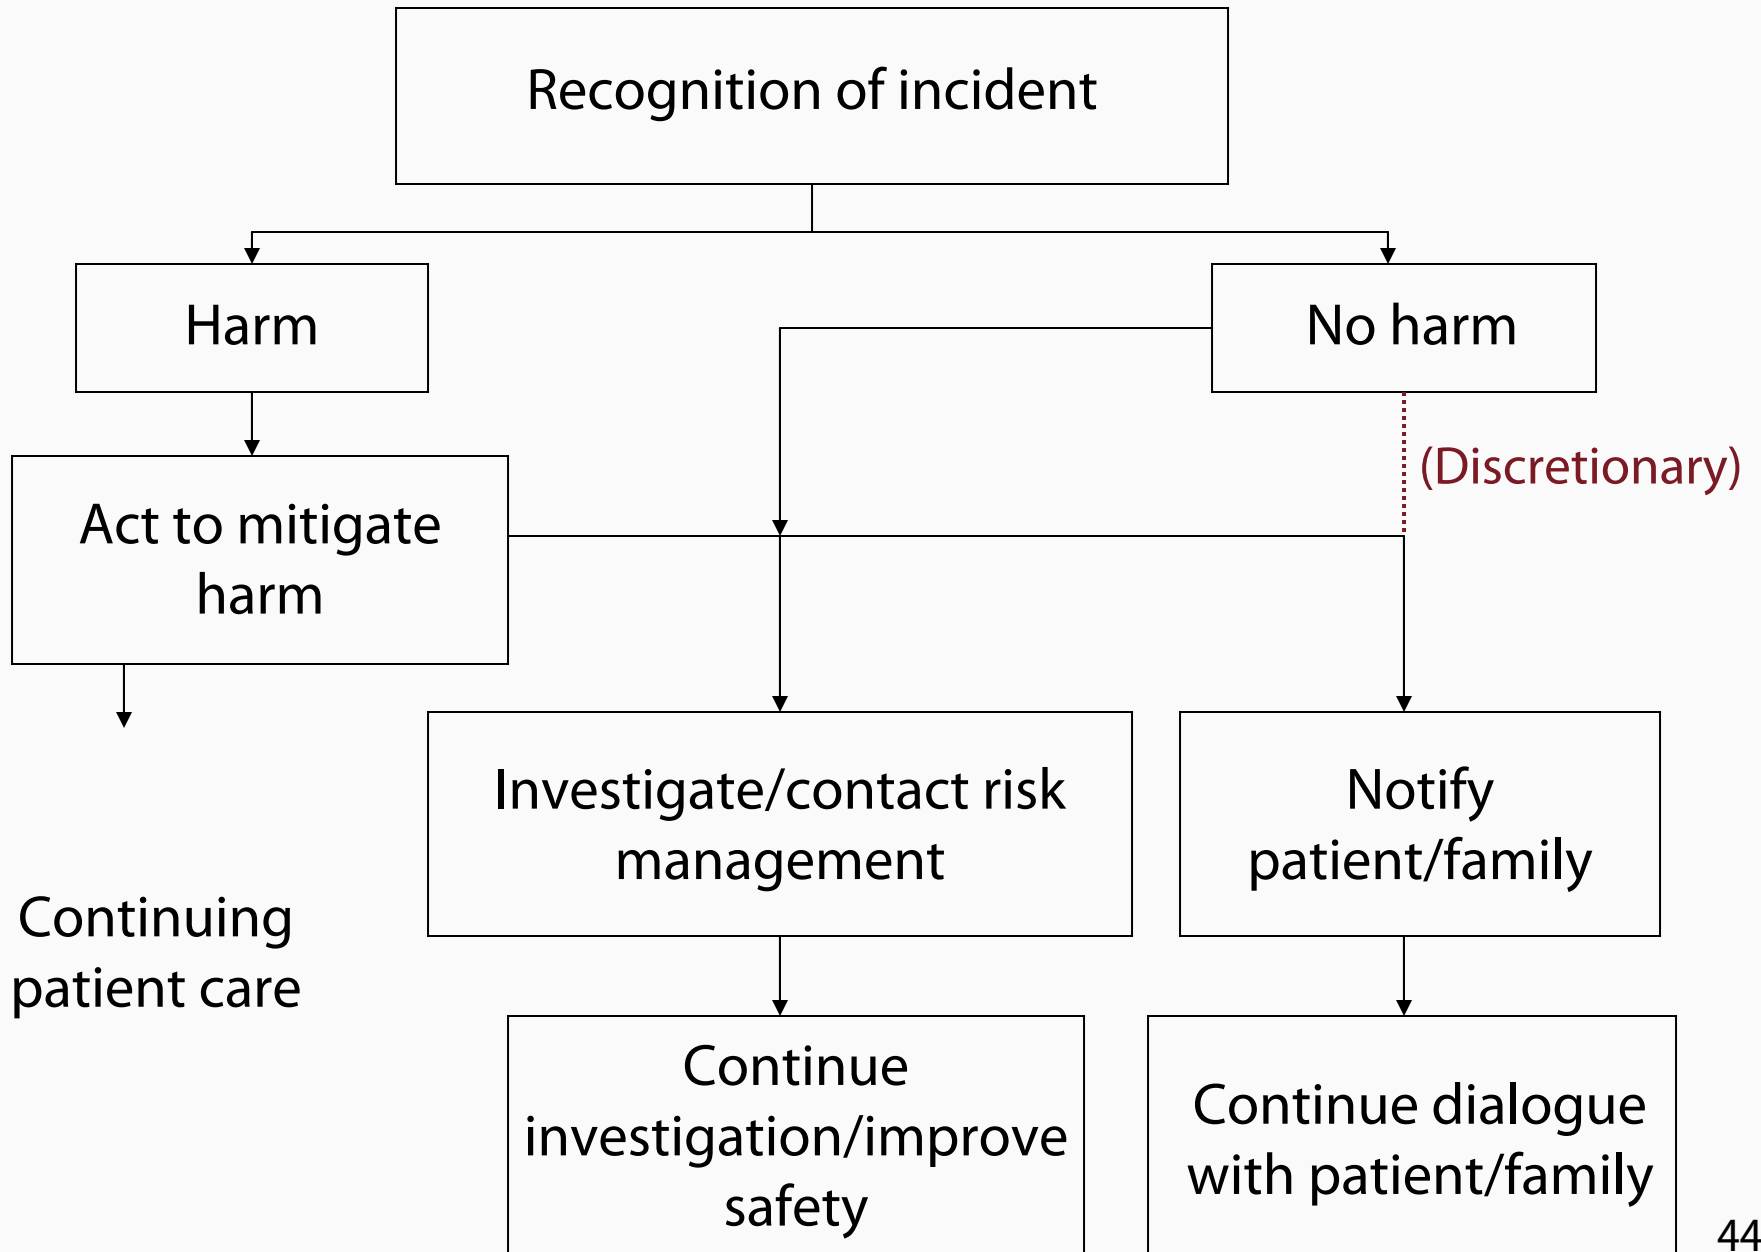 Recognition of incident
Harm
No harm
(Discretionary)
Act to mitigate
harm
Investigate/contact risk
management
Notify
patient/family
Continuing
patient care
Continue
investigation/improve
safety
Continue dialogue
with patient/family
44